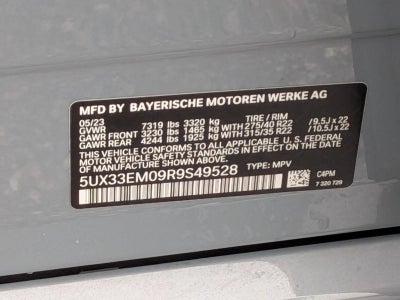 MFD BY BAYERISCHE MOTOREN WERKE AG
05/23 TIRE / RIM
GVWR 7319 lbs 3320 kg
GAWR FRONT 3230 lbs 1465 kg WITH 275/40 R22 /9.5J x 22
GAWR REAR 4244 lbs 1925 kg WITH 315/35 R22 /10.5J x 22
THIS VEHICLE CONFORMS TO ALL APPLICABLE U. S. FEDERAL
MOTOR VEHICLE SAFETY STANDARDS IN EFFECT ON THE DATE
OF MANUFACTURE SHOWN ABOVE.
5UX33EM09R9S49528 TYPE: MPV
C4PM
7 320 729